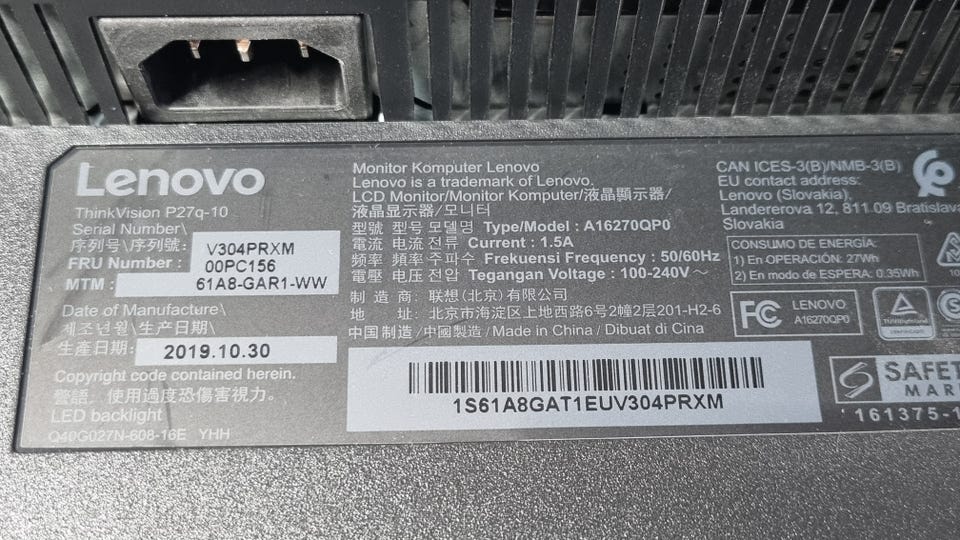 Lenovo
ThinkVision P27q-10
Serial Number\
序列号\序列號: V304PRXM
FRU Number : 00PC156
MTM : 61A8-GAR1-WW
Date of Manufacture\
제조년월\生产日期\
生產日期: 2019.10.30
Copyright code contained herein.
警語: 使用過度恐傷害視力。
LED backlight
Q40G027N-608-16E YHH
Monitor Komputer Lenovo
Lenovo is a trademark of Lenovo.
LCD Monitor/Monitor Komputer/液晶顯示器/
液晶显示器/모니터
型號 型号 모델명 Type/Model : A16270QP0
電流 电流 전류 Current : 1.5A
頻率 频率 주파수 Frekuensi Frequency : 50/60Hz
電壓 电压 전압 Tegangan Voltage : 100-240V～
制 造 商: 联想(北京)有限公司
地 址: 北京市海淀区上地西路6号2幢2层201-H2-6
中国制造/中國製造/Made in China / Dibuat di Cina
1S61A8GAT1EUV304PRXM
CAN ICES-3(B)/NMB-3(B)
EU contact address:
Lenovo (Slovakia),
Landererova 12, 811 09 Bratislava
Slovakia
CONSUMO DE ENERGÍA:
1) En OPERACIÓN: 27Wh
2) En modo de ESPERA: 0.35Wh
FC LENOVO
A16270QP0
TÜVRheinland
CERTIFIED
SAFET
MAR
161375-1